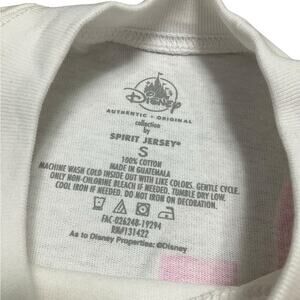 Disney
AUTHENTIC • ORIGINAL
collection
by
SPIRIT JERSEY®
S
100% COTTON
MADE IN GUATEMALA
MACHINE WASH COLD INSIDE OUT WITH LIKE COLORS. GENTLE CYCLE.
ONLY NON-CHLORINE BLEACH IF NEEDED. TUMBLE DRY LOW.
COOL IRON IF NEEDED. DO NOT IRON ON DECORATION.
FAC-026248-19294
RN#131422
As to Disney Properties: ©Disney